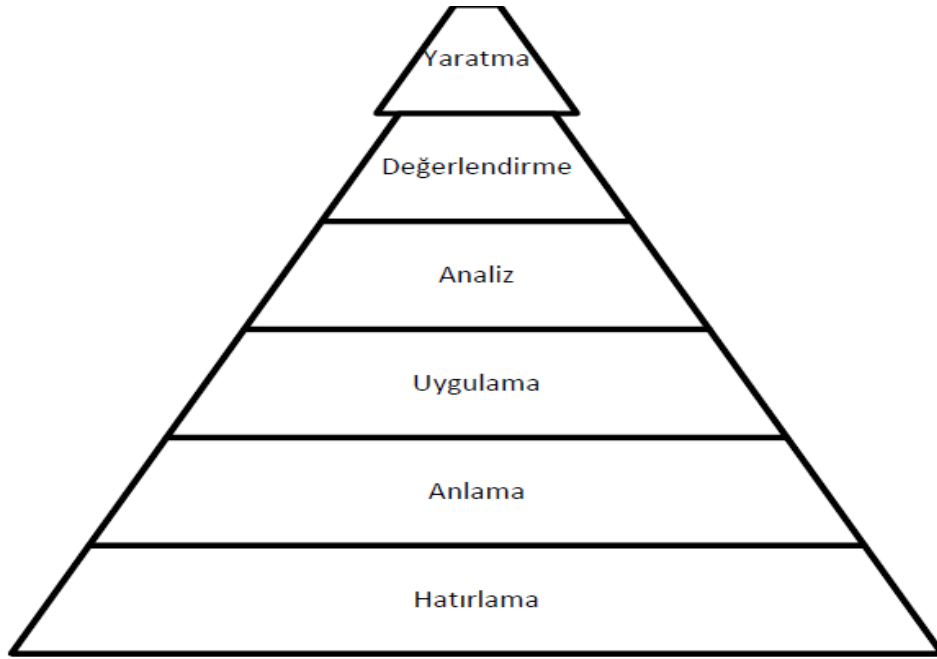 Yaratma
Değerlendirme
Analiz
Uygulama
Anlama
Hatırlama